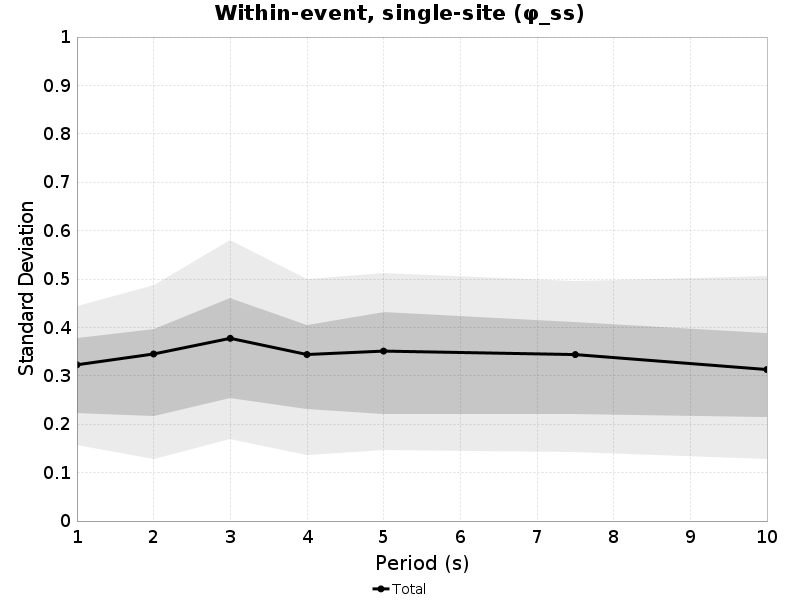 Within-event, single-site (φ_ss)
1
0.9
0.8
0.7
0.6
0.5
0.4
0.3
0.2
0.1
0
Standard Deviation
1 2 3 4 5 6 7 8 9 10
Period (s)
Total